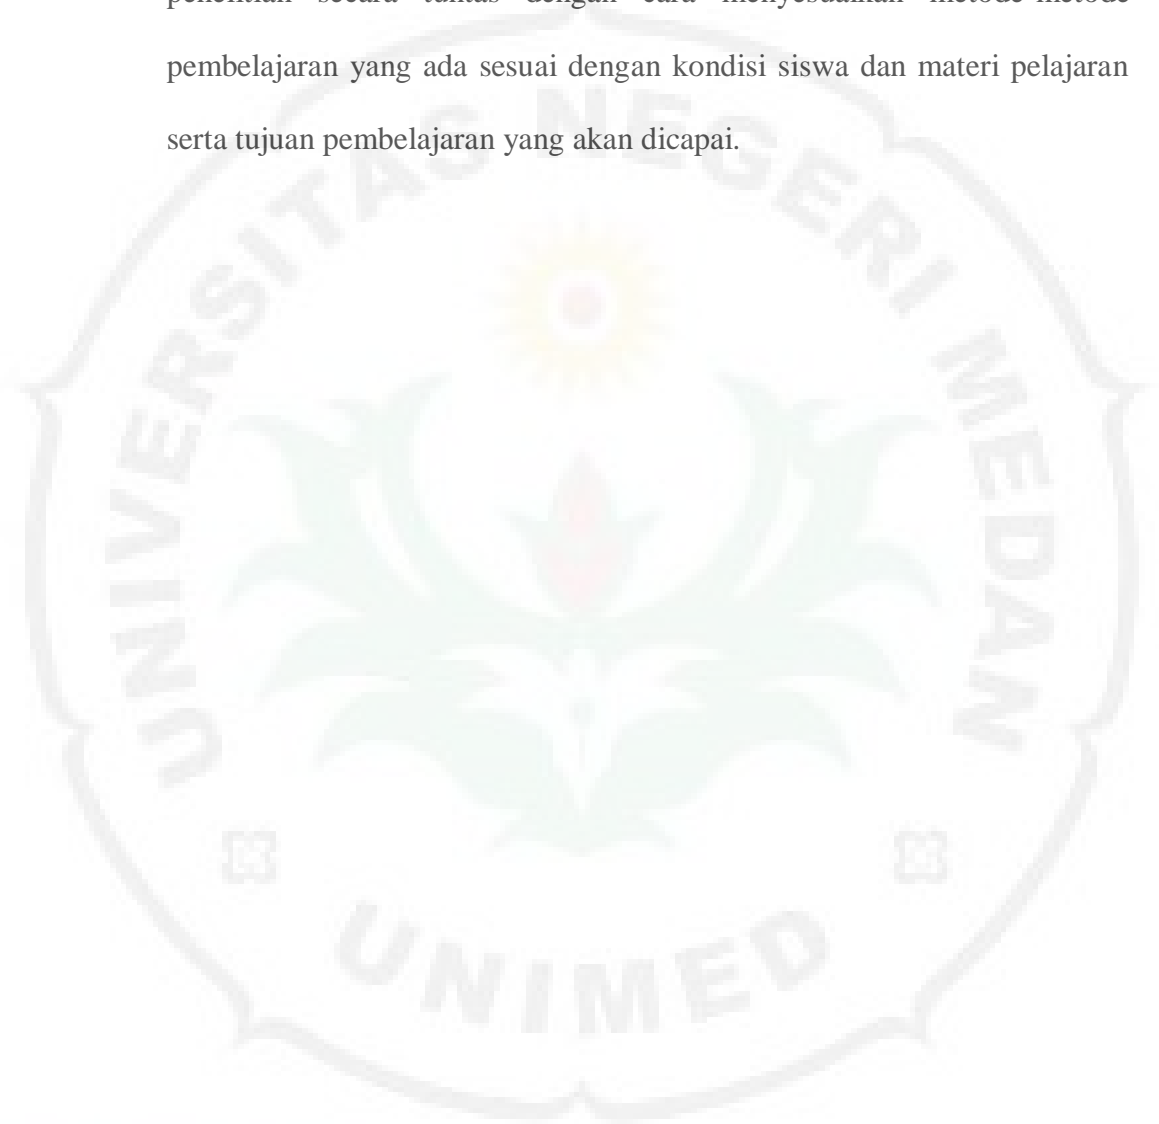 penelitian secara tuntas dengan cara menyesuaikan metode-metode
pembelajaran yang ada sesuai dengan kondisi siswa dan materi pelajaran
serta tujuan pembelajaran yang akan dicapai.
UNIVERSITAS NEGERI MEDAN
UNIMED